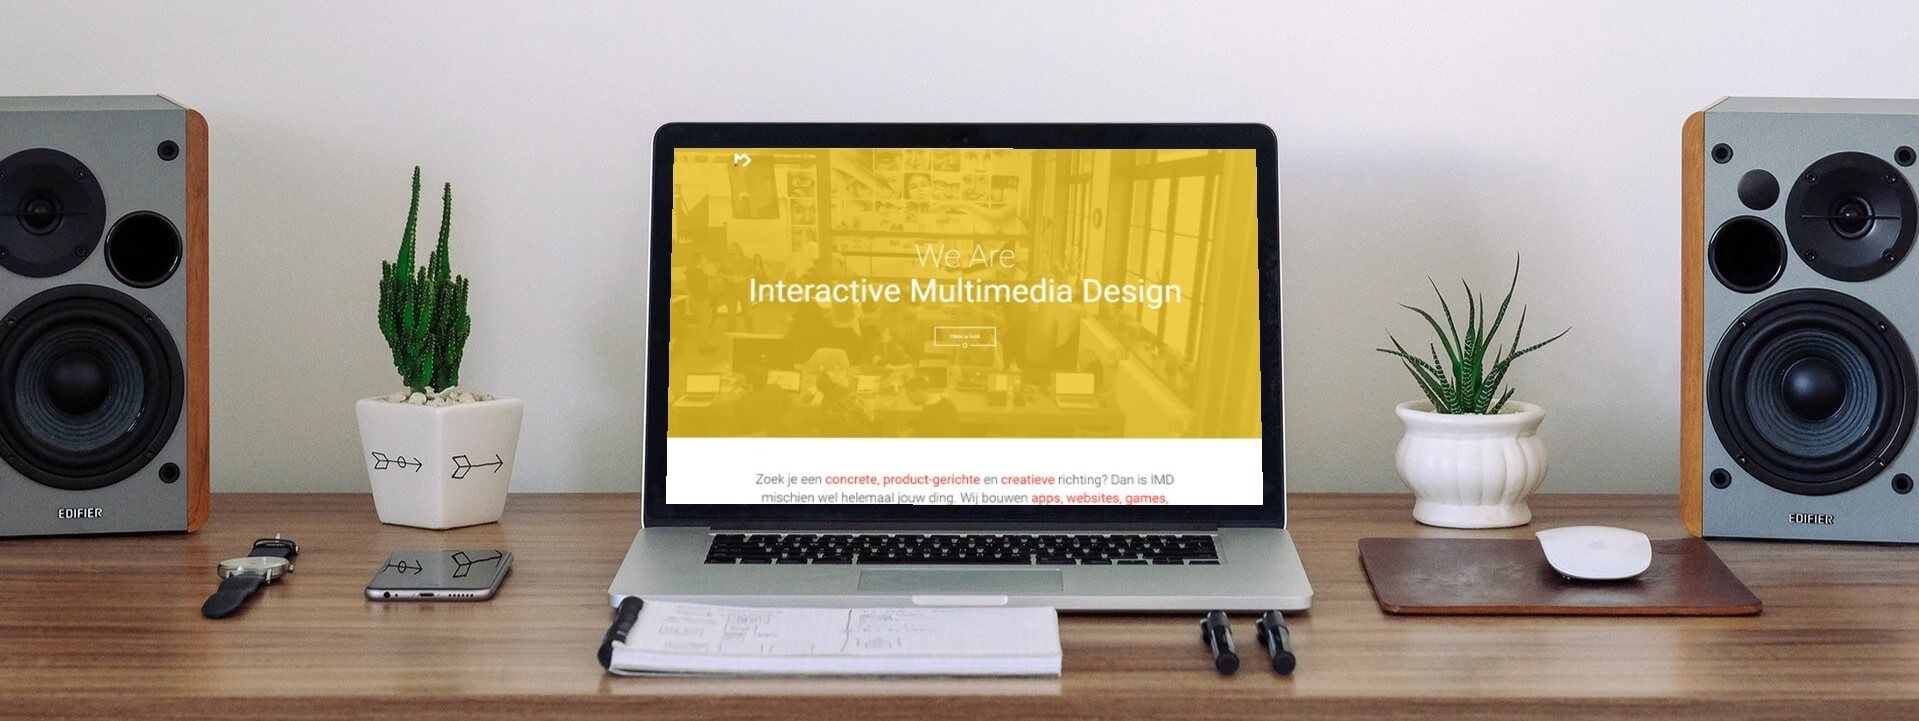 We Are
Interactive Multimedia Design
Have a look
Zoek je een concrete, product-gerichte en creatieve richting? Dan is IMD
mischien wel helemaal jouw ding. Wij bouwen apps, websites, games,
EDIFIER
EDIFIER